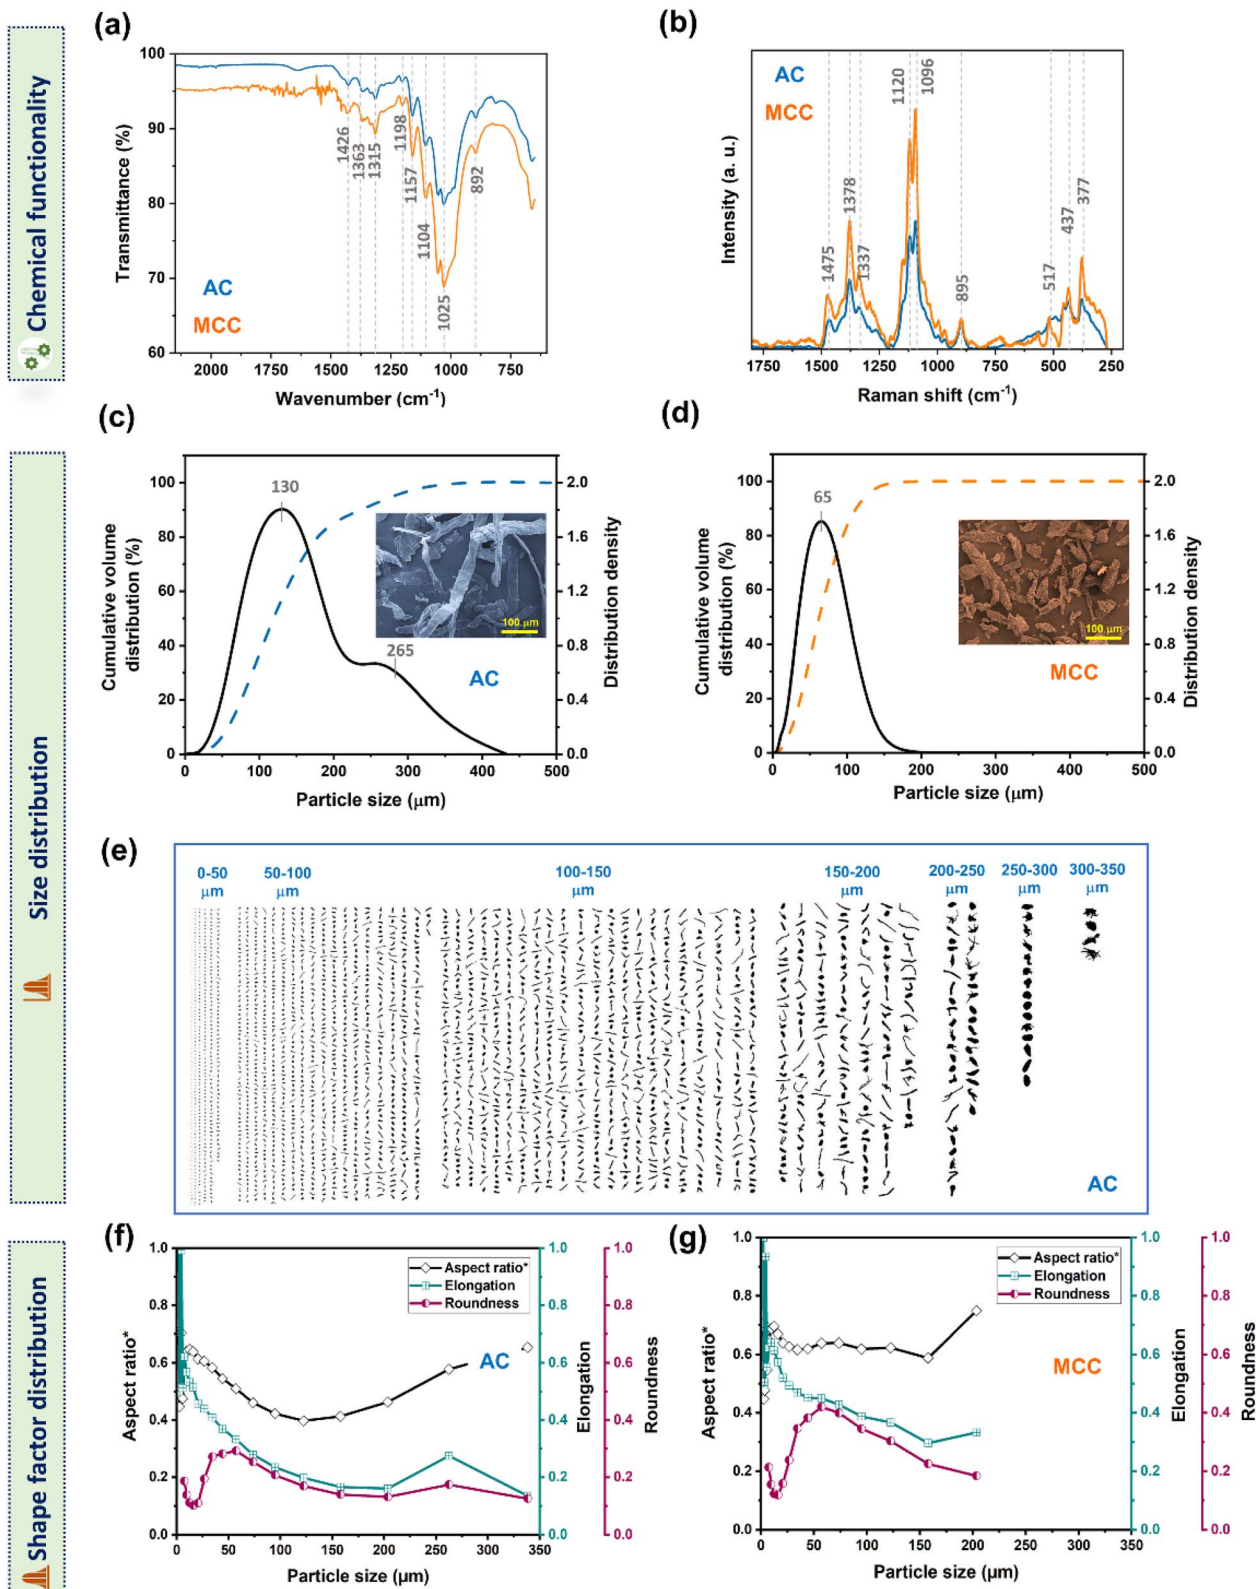 Chemical functionality
(a)
100
90
80
70
60
Transmittance (%)
1426
1363
1315
1198
1157
1104
1025
892
AC
MCC
2000 1750 1500 1250 1000 750
Wavenumber (cm⁻¹)
(b)
AC
MCC
Intensity (a. u.)
1475
1378
1337
1120
1096
895
517
437
377
1750 1500 1250 1000 750 500 250
Raman shift (cm⁻¹)
Size distribution
(c)
Cumulative volume
distribution (%)
100
80
60
40
20
0
130
265
100 μm
AC
2.0
1.6
1.2
0.8
0.4
0.0
Distribution density
0 100 200 300 400 500
Particle size (μm)
(d)
Cumulative volume
distribution (%)
100
80
60
40
20
0
65
100 μm
MCC
2.0
1.6
1.2
0.8
0.4
0.0
Distribution density
0 100 200 300 400 500
Particle size (μm)
(e)
0-50
μm
50-100
μm
100-150
μm
150-200
μm
200-250
μm
250-300
μm
300-350
μm
AC
Shape factor distribution
(f)
Aspect ratio*
1.0
0.8
0.6
0.4
0.2
0.0
Aspect ratio*
Elongation
Roundness
AC
1.0
0.8
0.6
0.4
0.2
0.0
Elongation
1.0
0.8
0.6
0.4
0.2
0.0
Roundness
0 50 100 150 200 250 300 350
Particle size (μm)
(g)
Aspect ratio*
1.0
0.8
0.6
0.4
0.2
0.0
Aspect ratio*
Elongation
Roundness
MCC
1.0
0.8
0.6
0.4
0.2
0.0
Elongation
1.0
0.8
0.6
0.4
0.2
0.0
Roundness
0 50 100 150 200 250 300 350
Particle size (μm)